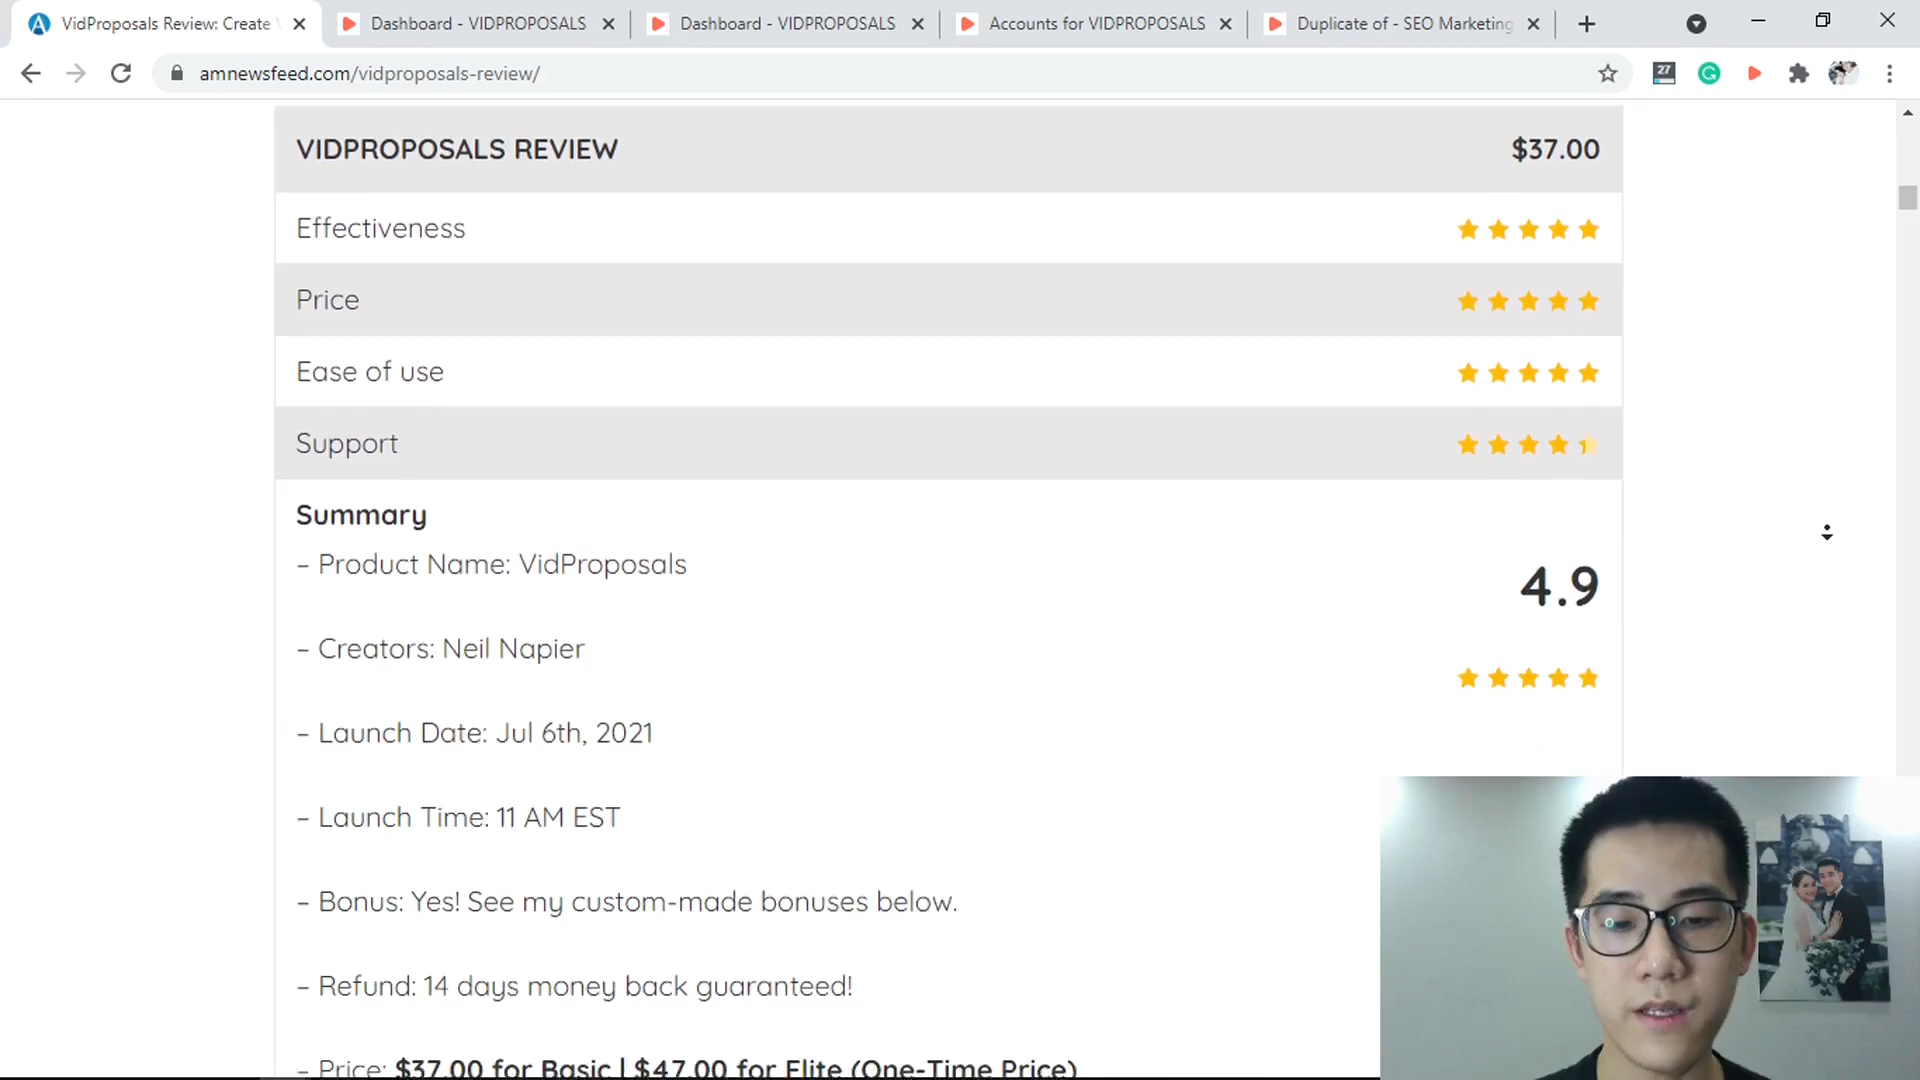 VidProposals Review: Create
Dashboard - VIDPROPOSALS
Dashboard - VIDPROPOSALS
Accounts for VIDPROPOSALS
Duplicate of - SEO Marketing
amnewsfeed.com/vidproposals-review/
27
VIDPROPOSALS REVIEW $37.00
Effectiveness
Price
Ease of use
Support
Summary
– Product Name: VidProposals
4.9
– Creators: Neil Napier
– Launch Date: Jul 6th, 2021
– Launch Time: 11 AM EST
– Bonus: Yes! See my custom-made bonuses below.
– Refund: 14 days money back guaranteed!
– Price: $37.00 for Basic | $47.00 for Elite (One-Time Price)